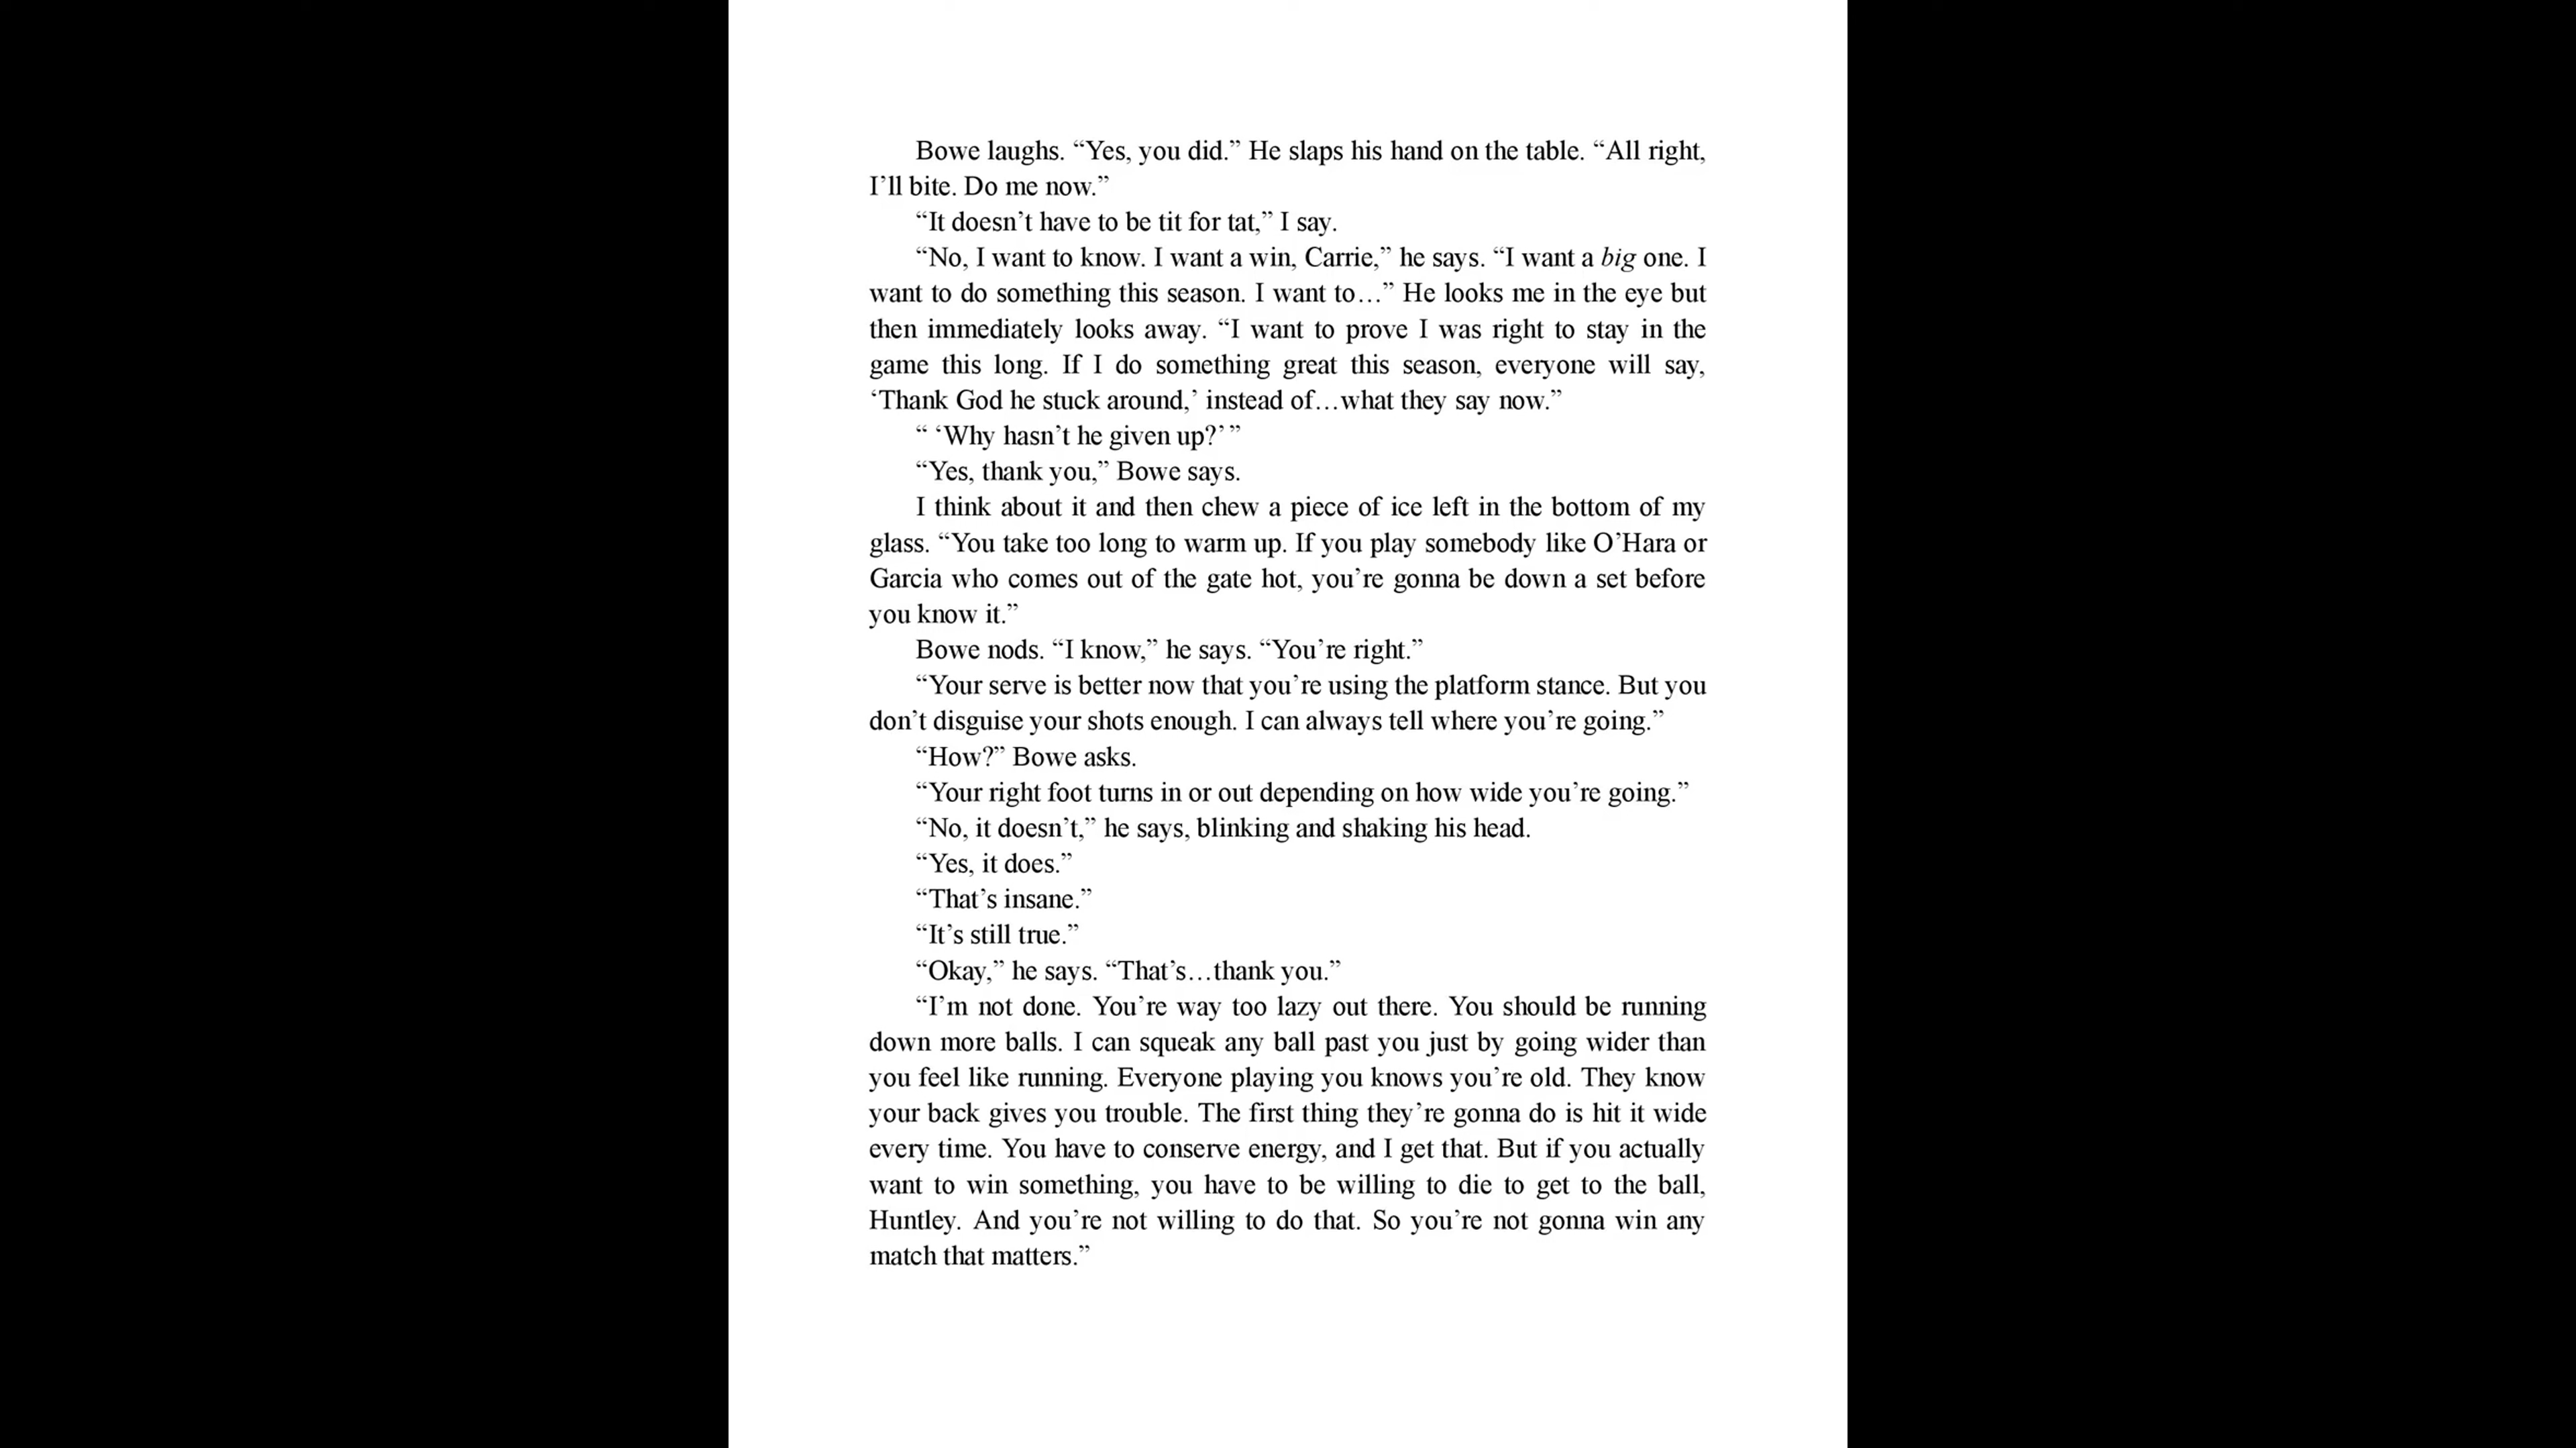 Bowe laughs. “Yes, you did.” He slaps his hand on the table. “All right,
I’ll bite. Do me now.”
“It doesn’t have to be tit for tat,” I say.
“No, I want to know. I want a win, Carrie,” he says. “I want a big one. I
want to do something this season. I want to…” He looks me in the eye but
then immediately looks away. “I want to prove I was right to stay in the
game this long. If I do something great this season, everyone will say,
‘Thank God he stuck around,’ instead of…what they say now.”
“ ‘Why hasn’t he given up?’ ”
“Yes, thank you,” Bowe says.
I think about it and then chew a piece of ice left in the bottom of my
glass. “You take too long to warm up. If you play somebody like O’Hara or
Garcia who comes out of the gate hot, you’re gonna be down a set before
you know it.”
Bowe nods. “I know,” he says. “You’re right.”
“Your serve is better now that you’re using the platform stance. But you
don’t disguise your shots enough. I can always tell where you’re going.”
“How?” Bowe asks.
“Your right foot turns in or out depending on how wide you’re going.”
“No, it doesn’t,” he says, blinking and shaking his head.
“Yes, it does.”
“That’s insane.”
“It’s still true.”
“Okay,” he says. “That’s…thank you.”
“I’m not done. You’re way too lazy out there. You should be running
down more balls. I can squeak any ball past you just by going wider than
you feel like running. Everyone playing you knows you’re old. They know
your back gives you trouble. The first thing they’re gonna do is hit it wide
every time. You have to conserve energy, and I get that. But if you actually
want to win something, you have to be willing to die to get to the ball,
Huntley. And you’re not willing to do that. So you’re not gonna win any
match that matters.”